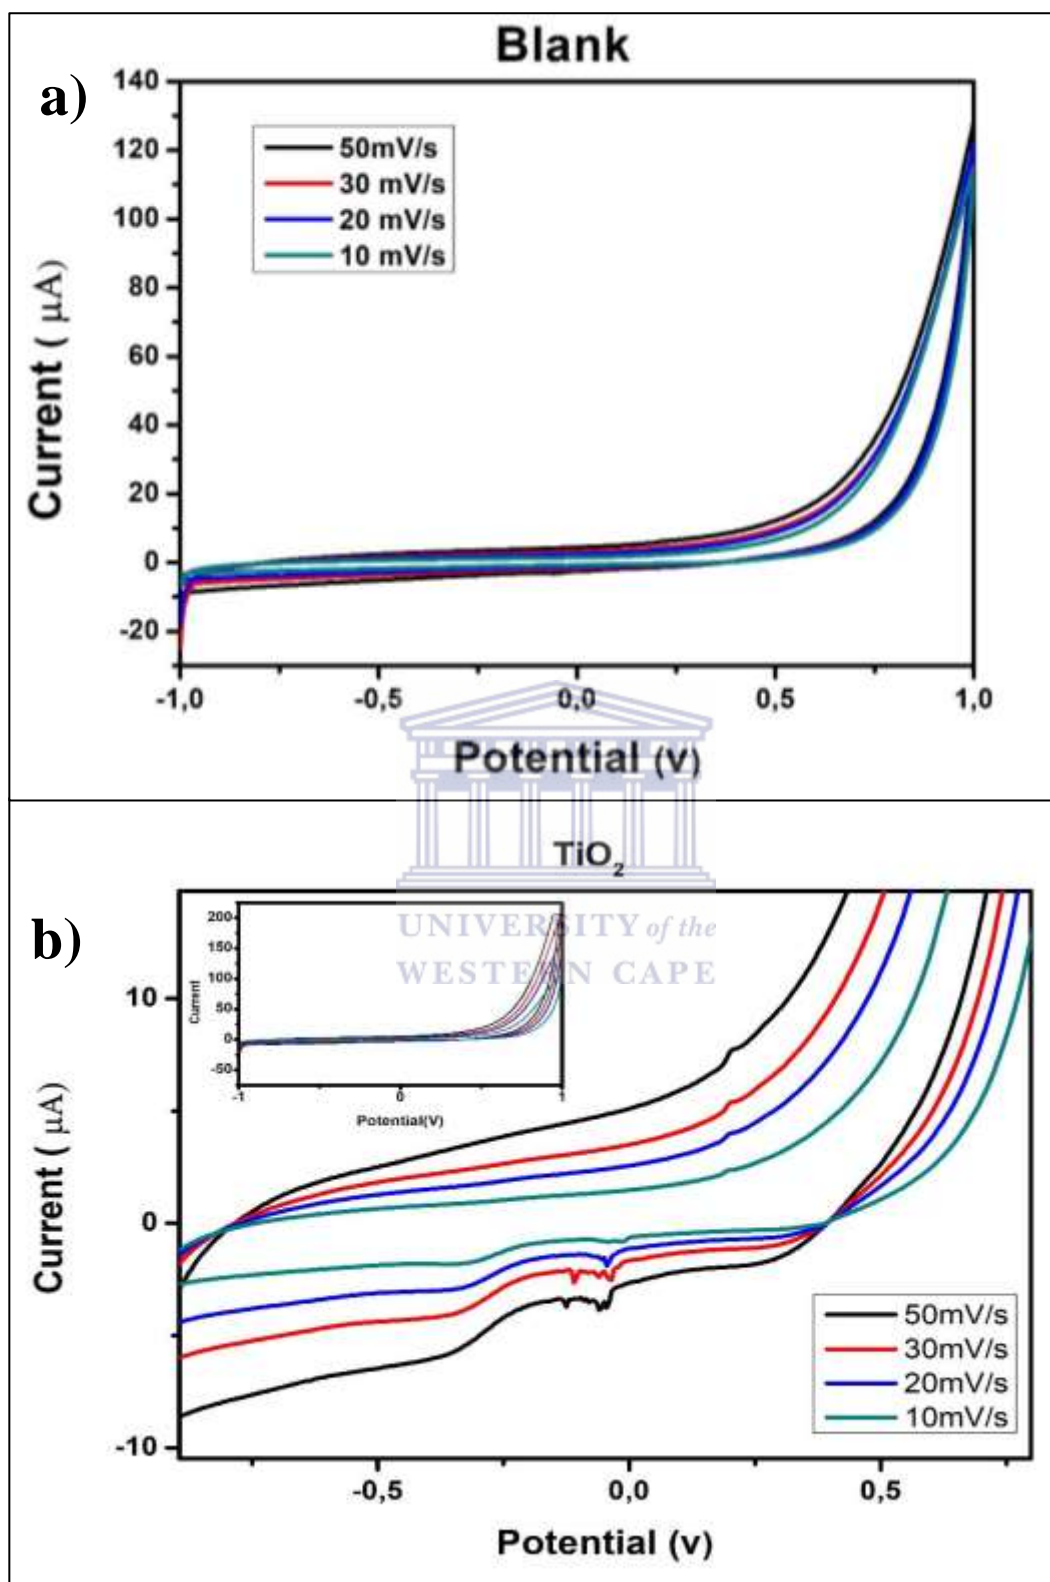 Blank
a)
140
120
100
80
60
40
20
0
-20
50mV/s
30 mV/s
20 mV/s
10 mV/s
Current ( µA)
-1,0 -0,5 0,0 0,5 1,0
Potential (v)
TiO2
UNIVERSITY of the
WESTERN CAPE
b)
200
150
100
50
0
-50
Current
-1 0 1
Potential(V)
10
0
-10
Current ( µA)
50mV/s
30mV/s
20mV/s
10mV/s
-0,5 0,0 0,5
Potential (v)